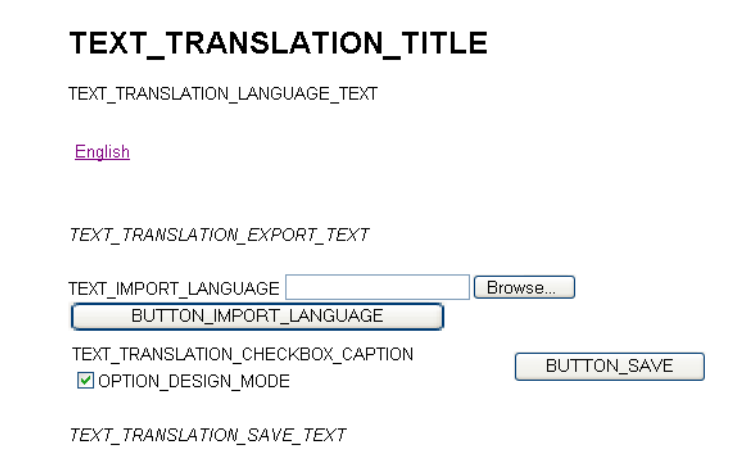 TEXT_TRANSLATION_TITLE
TEXT_TRANSLATION_LANGUAGE_TEXT
English
TEXT_TRANSLATION_EXPORT_TEXT
TEXT_IMPORT_LANGUAGE Browse...
BUTTON_IMPORT_LANGUAGE
TEXT_TRANSLATION_CHECKBOX_CAPTION
BUTTON_SAVE
OPTION_DESIGN_MODE
TEXT_TRANSLATION_SAVE_TEXT